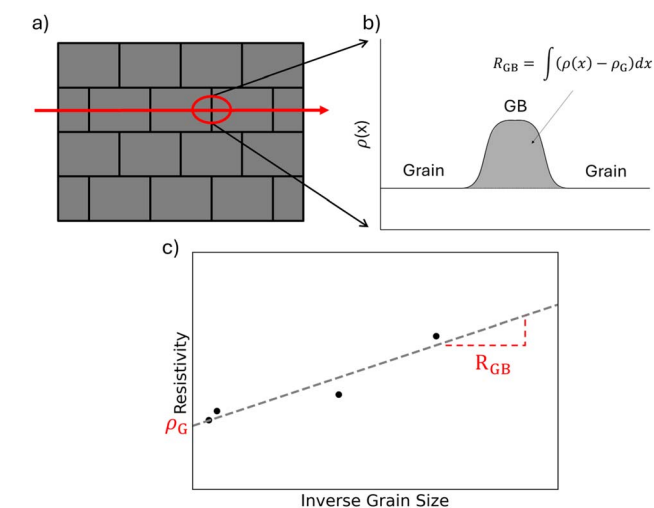 a)
b)
R_GB = ∫(ρ(x) − ρ_G)dx
GB
ρ(x)
Grain
Grain
c)
Resistivity
R_GB
ρ_G
Inverse Grain Size